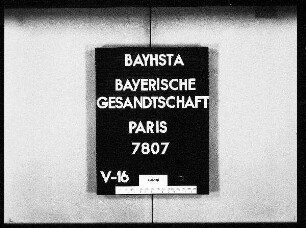 BAYHSTA
BAYERISCHE
GESANDTSCHAFT
PARIS
7807
V-16